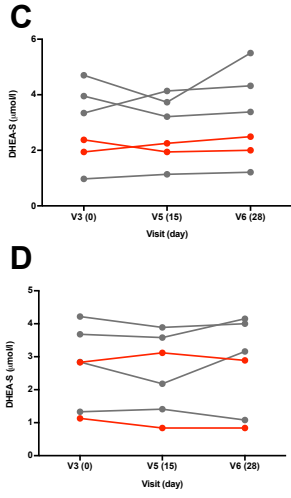 C
DHEA-S (μmol/l)
6
4
2
0
V3 (0) V5 (15) V6 (28)
Visit (day)
D
DHEA-S (μmol/l)
5
4
3
2
1
0
V3 (0) V5 (15) V6 (28)
Visit (day)